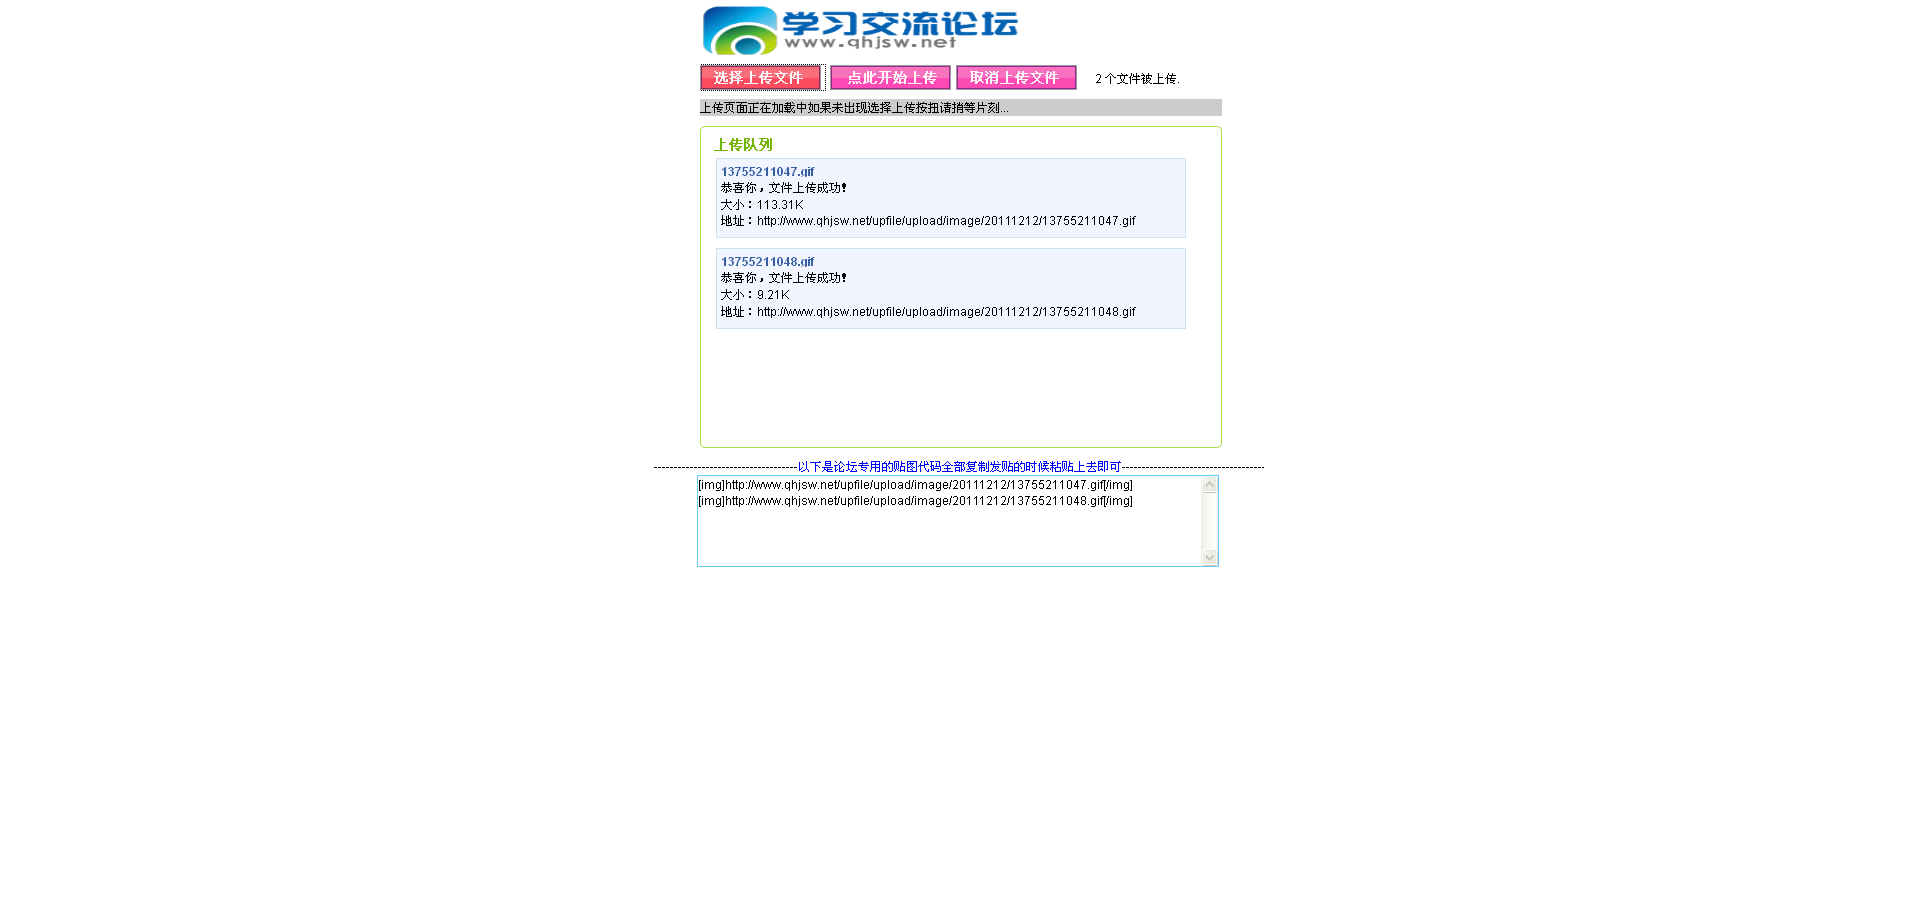 学习交流论坛
www.qhjsw.net
选择上传文件 点此开始上传 取消上传文件 2 个文件被上传.
上传页面正在加载中如果未出现选择上传按扭请捎等片刻...
上传队列
13755211047.gif
恭喜你，文件上传成功！
大小：113.31K
地址：http://www.qhjsw.net/upfile/upload/image/20111212/13755211047.gif
13755211048.gif
恭喜你，文件上传成功！
大小：9.21K
地址：http://www.qhjsw.net/upfile/upload/image/20111212/13755211048.gif
------------------------------------以下是论坛专用的贴图代码全部复制发贴的时候粘贴上去即可------------------------------------
[img]http://www.qhjsw.net/upfile/upload/image/20111212/13755211047.gif[/img]
[img]http://www.qhjsw.net/upfile/upload/image/20111212/13755211048.gif[/img]